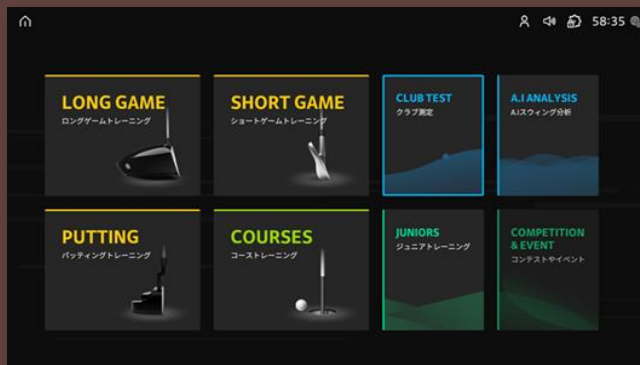 58:35
LONG GAME
ロングゲームトレーニング
SHORT GAME
ショートゲームトレーニング
CLUB TEST
クラブ測定
A.I ANALYSIS
A.Iスウィング分析
PUTTING
パッティングトレーニング
COURSES
コーストレーニング
JUNIORS
ジュニアトレーニング
COMPETITION
& EVENT
コンテストやイベント